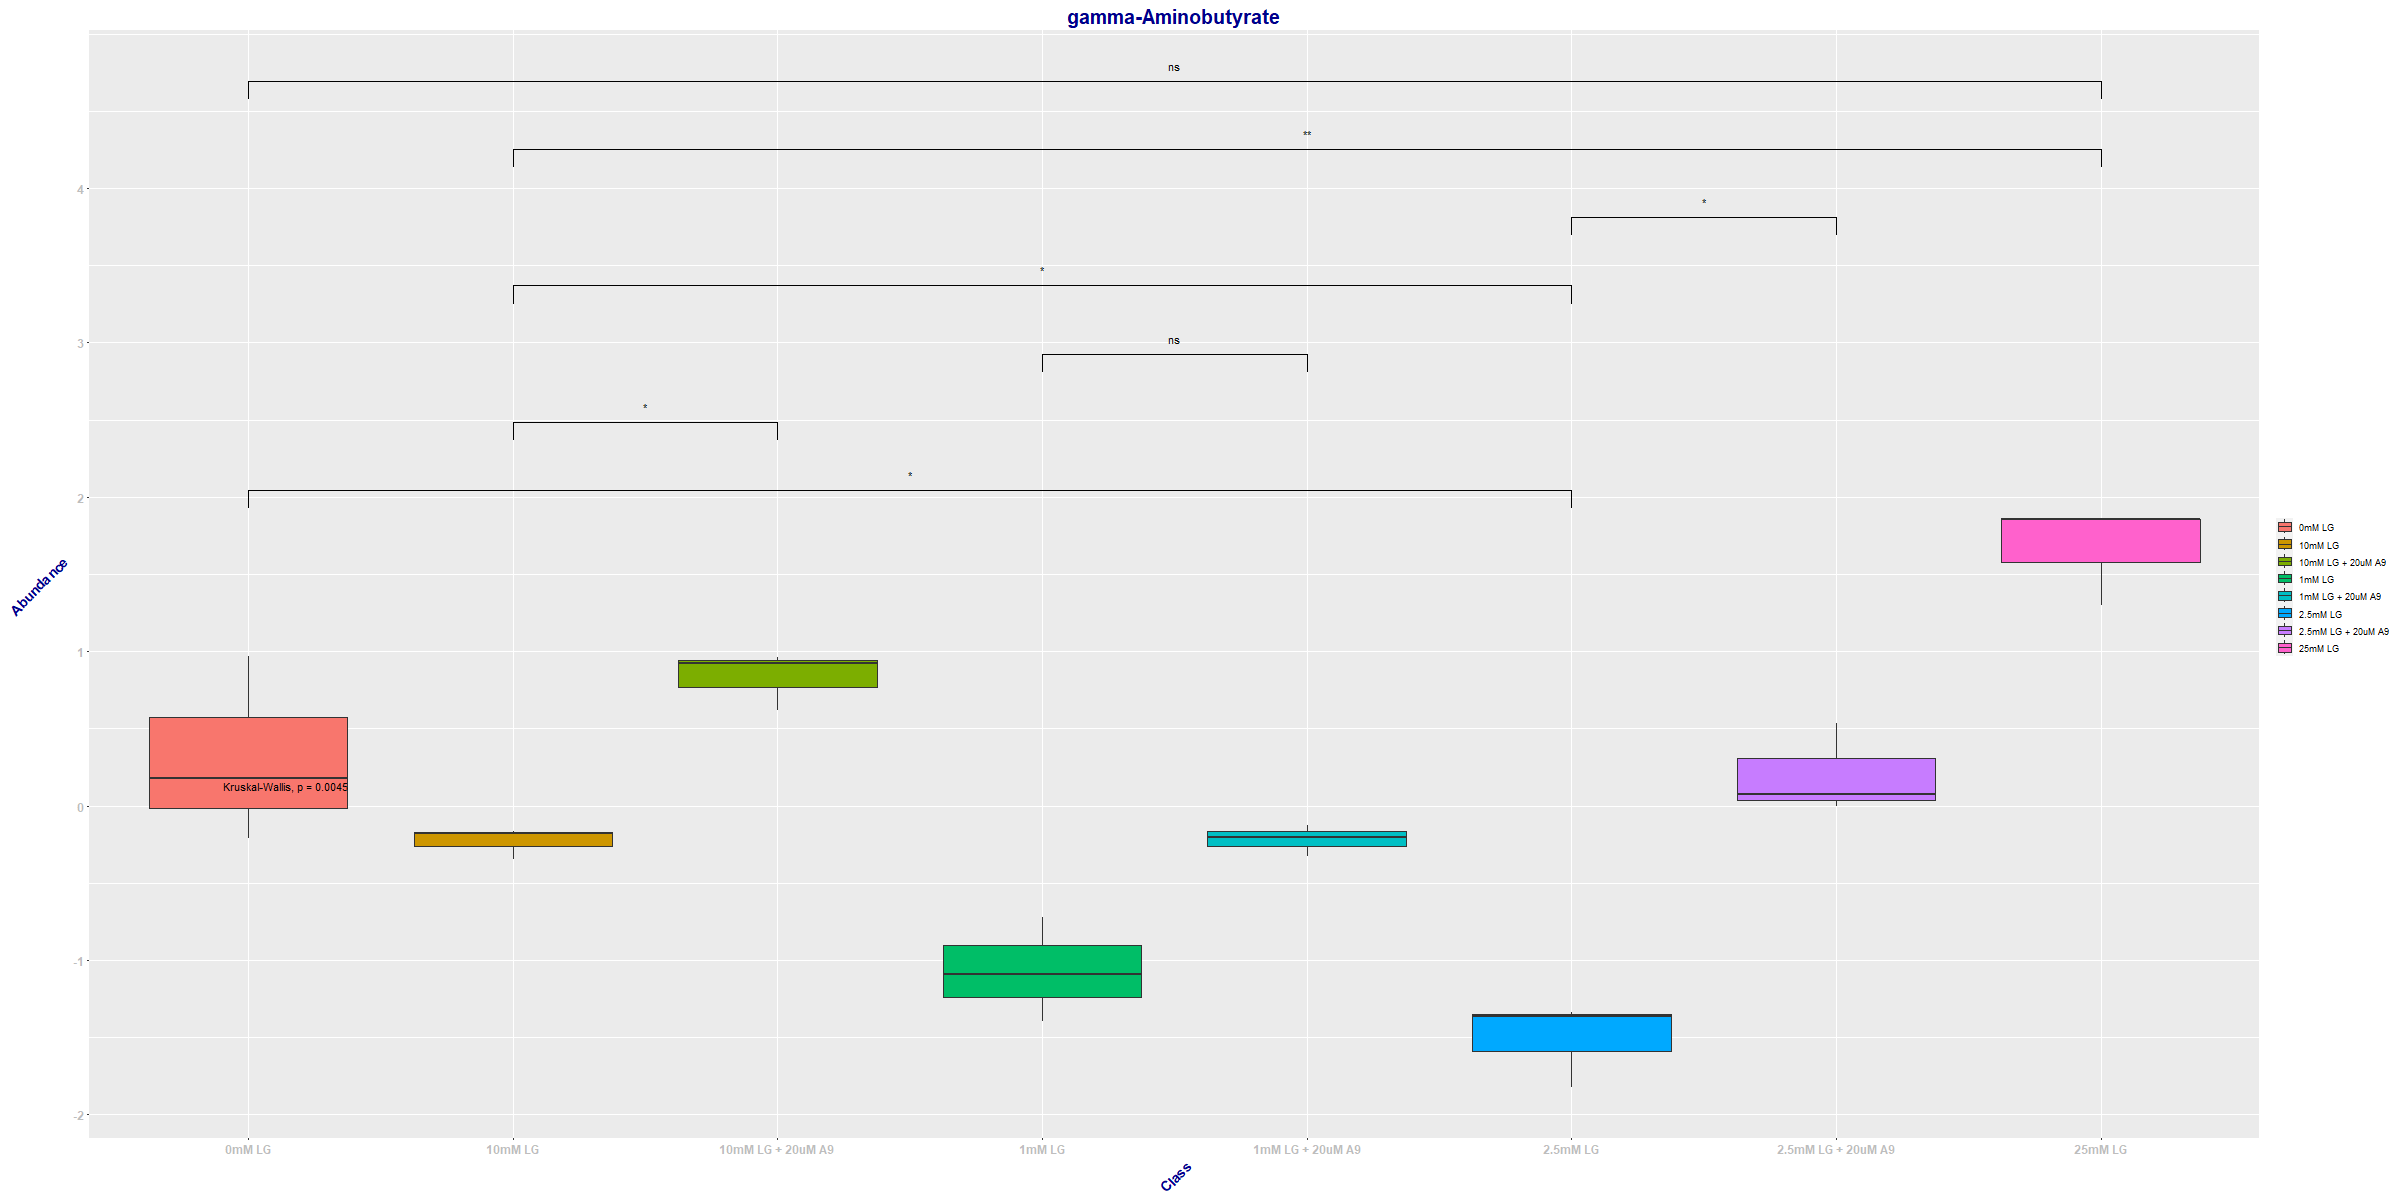 gamma-Aminobutyrate
ns
**
*
*
ns
*
*
4
3
2
1
0
-1
-2
Abundance
Kruskal-Wallis, p = 0.0045
0mM LG
10mM LG
10mM LG + 20uM A9
1mM LG
1mM LG + 20uM A9
2.5mM LG
2.5mM LG + 20uM A9
25mM LG
Class
0mM LG
10mM LG
10mM LG + 20uM A9
1mM LG
1mM LG + 20uM A9
2.5mM LG
2.5mM LG + 20uM A9
25mM LG